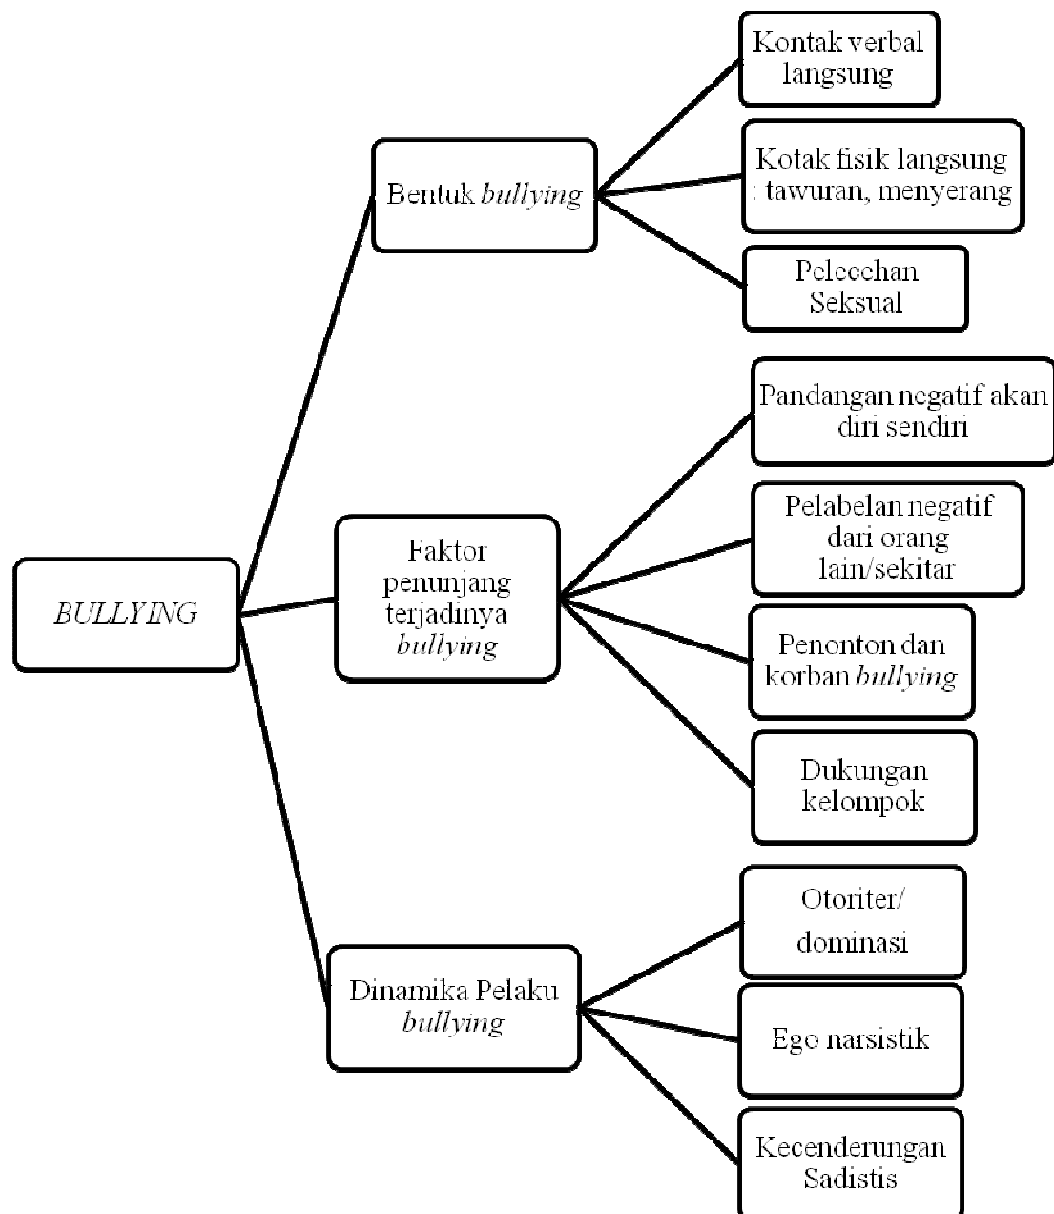 Kontak verbal
langsung
Kotak fisik langsung
: tawuran, menyerang
Pelecehan
Seksual
Bentuk bullying
Pandangan negatif akan
diri sendiri
Pelabelan negatif
dari orang
lain/sekitar
Penonton dan
korban bullying
Dukungan
kelompok
Faktor
penunjang
terjadinya
bullying
BULLYING
Otoriter/
dominasi
Ego narsistik
Kecenderungan
Sadistis
Dinamika Pelaku
bullying